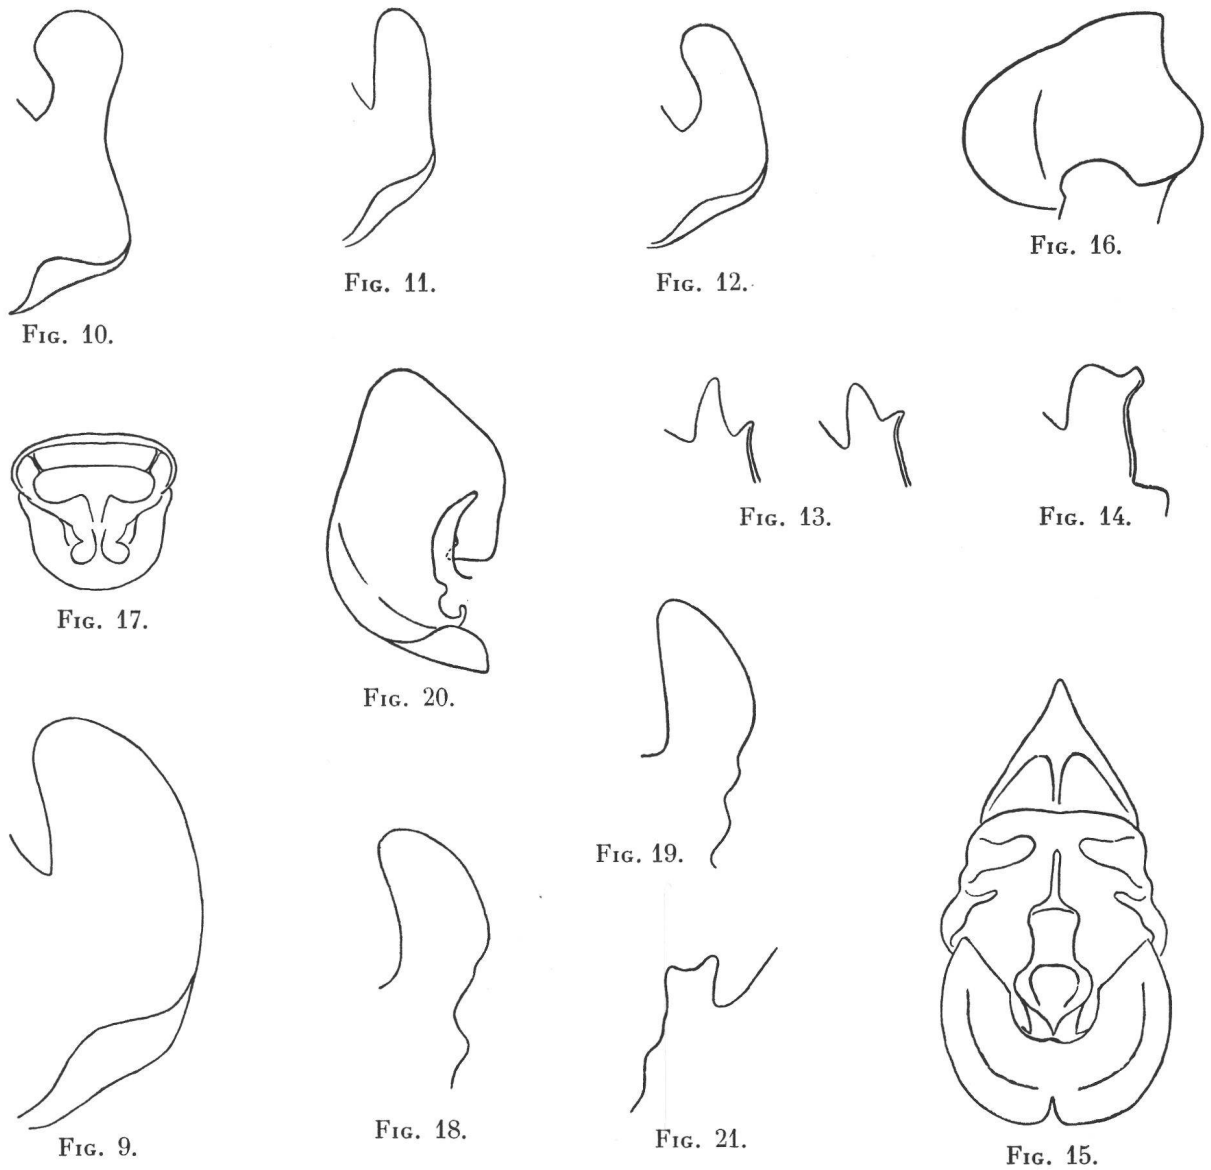 Fig. 10.
Fig. 11.
Fig. 12.
Fig. 16.
Fig. 13.
Fig. 14.
Fig. 17.
Fig. 20.
Fig. 19.
Fig. 9.
Fig. 18.
Fig. 21.
Fig. 15.